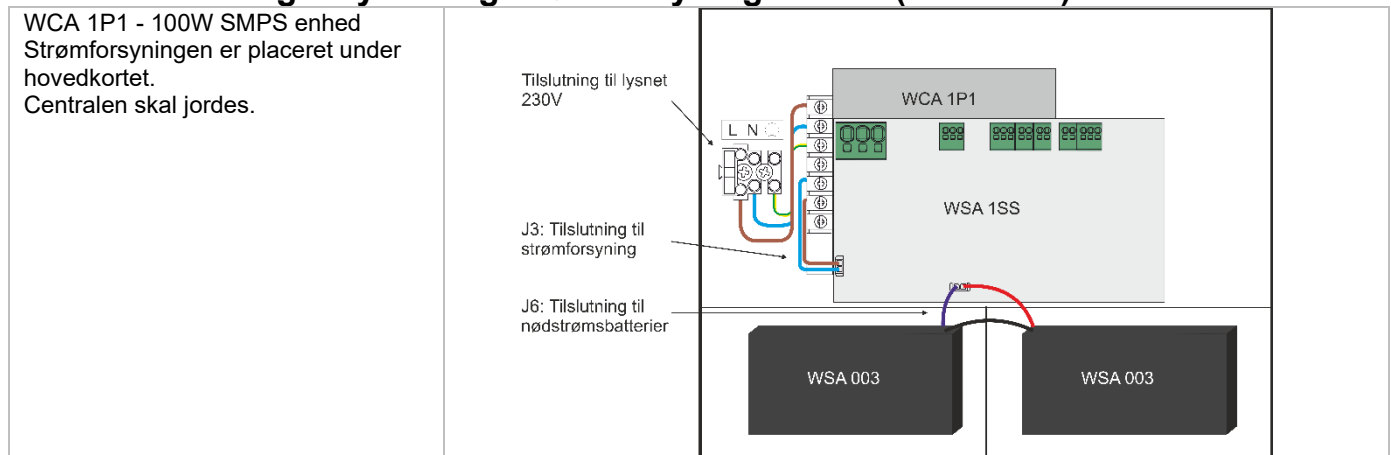 WCA 1P1 - 100W SMPS enhed
Strømforsyningen er placeret under
hovedkortet.
Centralen skal jordes.
Tilslutning til lysnet
230V
L N
WCA 1P1
WSA 1SS
J3: Tilslutning til
strømforsyning
J6: Tilslutning til
nødstrømsbatterier
WSA 003
WSA 003